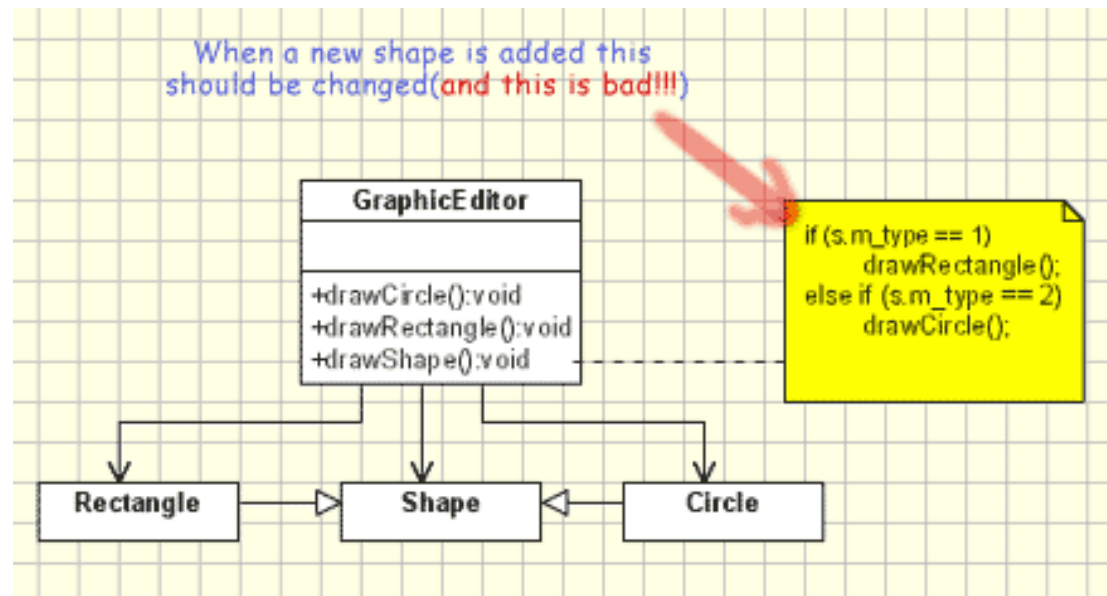 When a new shape is added this
should be changed(and this is bad!!!)
GraphicEditor
+drawCircle():void
+drawRectangle():void
+drawShape():void
if (s.m_type == 1)
drawRectangle();
else if (s.m_type == 2)
drawCircle();
Rectangle
Shape
Circle